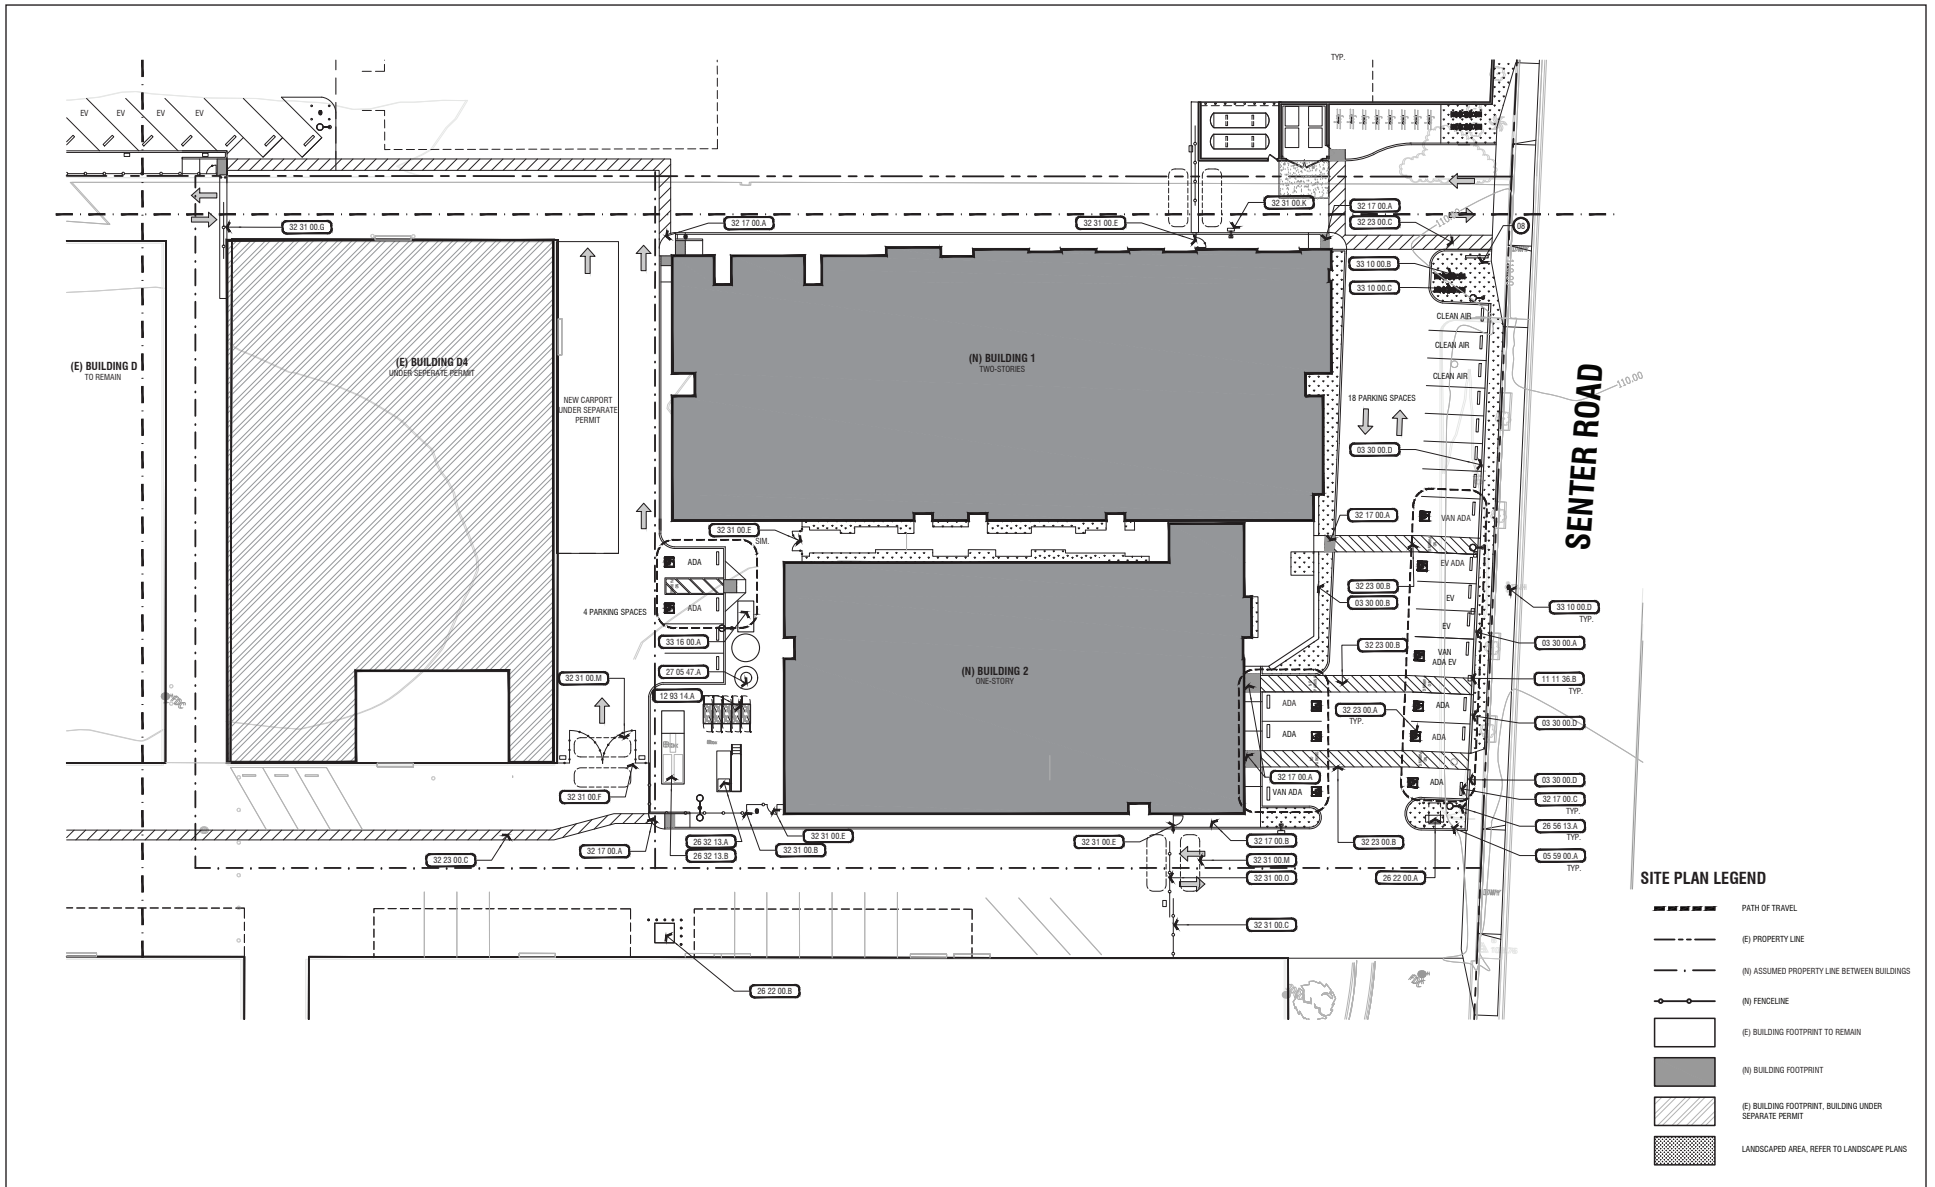 TYP.
EV
EV
EV
EV
32 31 00.G
32 17 00.A
32 31 00.E
32 31 00.K
32 17 00.A
32 23 00.C
110.00
08
33 10 00.B
33 10 00.C
CLEAN AIR
CLEAN AIR
CLEAN AIR
(E) BUILDING D
TO REMAIN
(E) BUILDING D4
UNDER SEPERATE PERMIT
NEW CARPORT
UNDER SEPARATE
PERMIT
(N) BUILDING 1
TWO-STORIES
18 PARKING SPACES
110.00
SENTER ROAD
03 30 00.D
32 31 00.E
SIM.
32 17 00.A
VAN ADA
ADA
ADA
4 PARKING SPACES
EV ADA
EV
EV
VAN
ADA EV
32 23 00.B
03 30 00.B
33 10 00.D
TYP.
33 16 00.A
27 05 47.A
12 93 14.A
32 31 00.M
(N) BUILDING 2
ONE-STORY
32 23 00.B
03 30 00.A
11 11 36.B
TYP.
ADA
ADA
32 23 00.A
TYP.
ADA
ADA
03 30 00.D
32 17 00.A
VAN ADA
ADA
03 30 00.D
32 17 00.C
TYP.
32 31 00.F
26 56 13.A
TYP.
32 23 00.C
32 17 00.A
26 32 13.A
26 32 13.B
32 31 00.E
32 31 00.B
32 31 00.E
32 17 00.B
32 31 00.M
32 31 00.O
32 23 00.B
26 22 00.A
05 59 00.A
TYP.
32 31 00.C
26 22 00.B
SITE PLAN LEGEND
PATH OF TRAVEL
(E) PROPERTY LINE
(N) ASSUMED PROPERTY LINE BETWEEN BUILDINGS
(N) FENCELINE
(E) BUILDING FOOTPRINT TO REMAIN
(N) BUILDING FOOTPRINT
(E) BUILDING FOOTPRINT, BUILDING UNDER
SEPARATE PERMIT
LANDSCAPED AREA, REFER TO LANDSCAPE PLANS